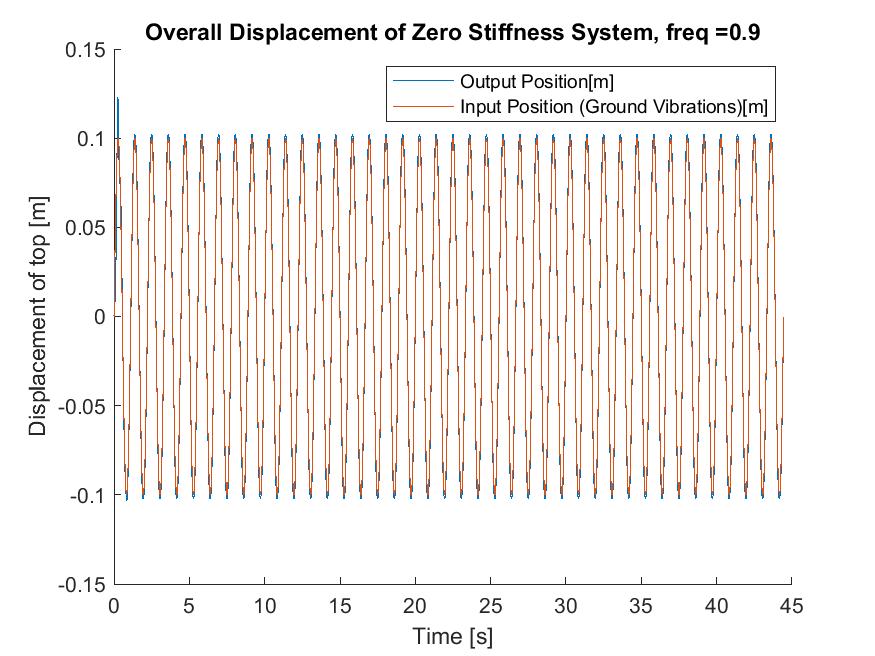 Overall Displacement of Zero Stiffness System, freq =0.9
Output Position[m]
Input Position (Ground Vibrations)[m]
Displacement of top [m]
0.15
0.1
0.05
0
-0.05
-0.1
-0.15
0 5 10 15 20 25 30 35 40 45
Time [s]